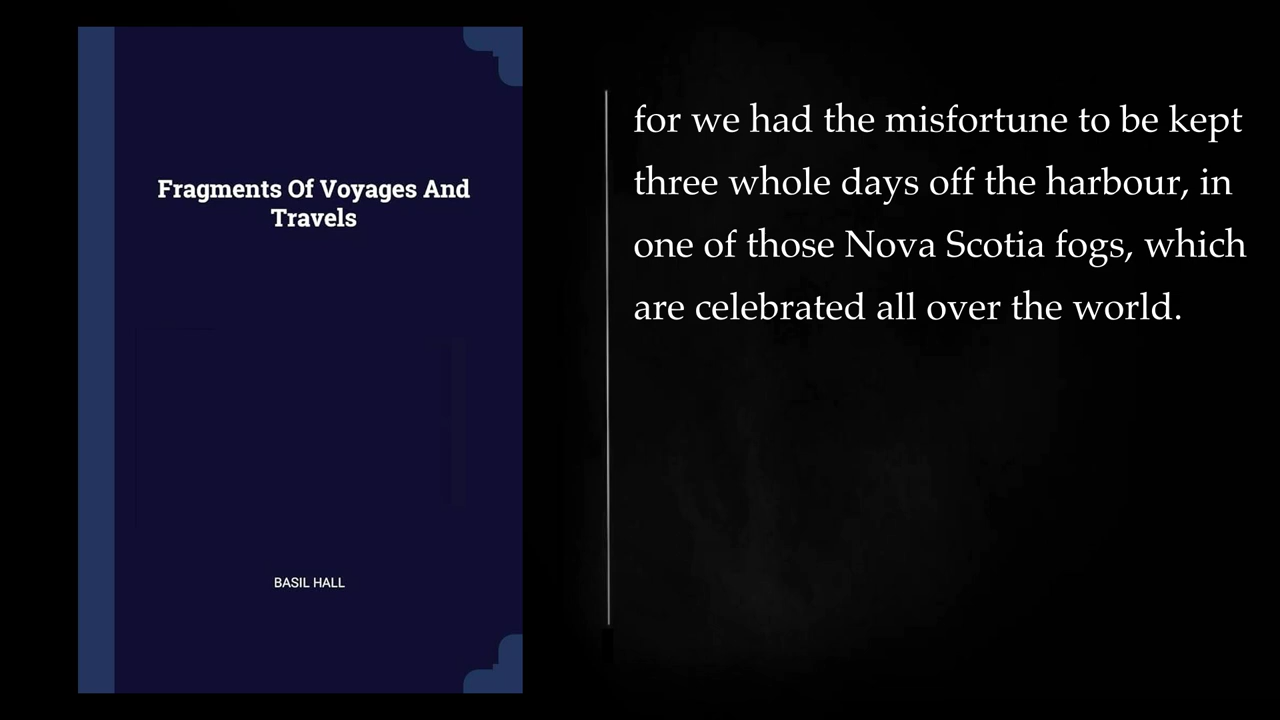 Fragments Of Voyages And
Travels
BASIL HALL
for we had the misfortune to be kept
three whole days off the harbour, in
one of those Nova Scotia fogs, which
are celebrated all over the world.